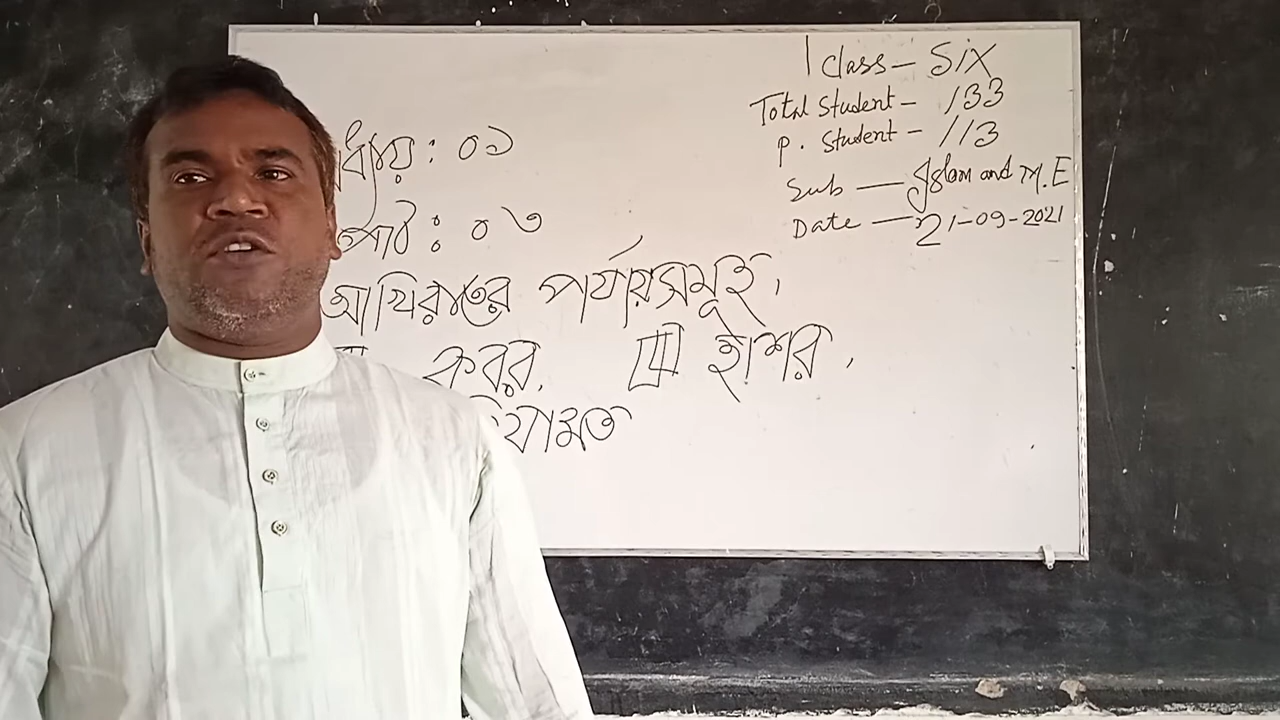 Class - Six
Total Student - 133
P. Student - 113
Sub - Islam and M.E
Date - 21-09-2021
ধ্যায় : ০১
পাঠ : ০৩
আখিরাতের পর্যায়সমূহ,
কবর, হাশর,
িয়ামত